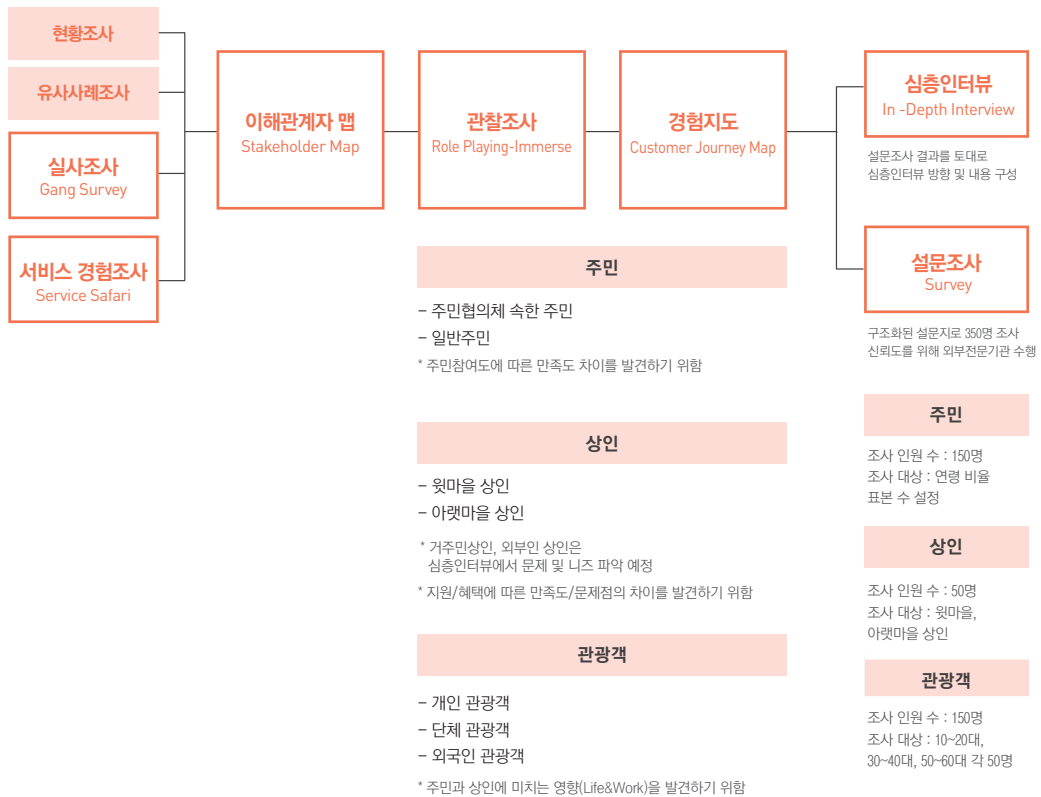 현황조사
유사사례조사
실사조사
Gang Survey
서비스 경험조사
Service Safari
이해관계자 맵
Stakeholder Map
관찰조사
Role Playing-Immerse
경험지도
Customer Journey Map
심층인터뷰
In -Depth Interview
설문조사 결과를 토대로
심층인터뷰 방향 및 내용 구성
설문조사
Survey
구조화된 설문지로 350명 조사
신뢰도를 위해 외부전문기관 수행
주민
– 주민협의체 속한 주민
– 일반주민
* 주민참여도에 따른 만족도 차이를 발견하기 위함
상인
– 윗마을 상인
– 아랫마을 상인
* 거주민상인, 외부인 상인은
심층인터뷰에서 문제 및 니즈 파악 예정
* 지원/혜택에 따른 만족도/문제점의 차이를 발견하기 위함
관광객
– 개인 관광객
– 단체 관광객
– 외국인 관광객
* 주민과 상인에 미치는 영향(Life&Work)을 발견하기 위함
주민
조사 인원 수 : 150명
조사 대상 : 연령 비율
표본 수 설정
상인
조사 인원 수 : 50명
조사 대상 : 윗마을,
아랫마을 상인
관광객
조사 인원 수 : 150명
조사 대상 : 10~20대,
30~40대, 50~60대 각 50명